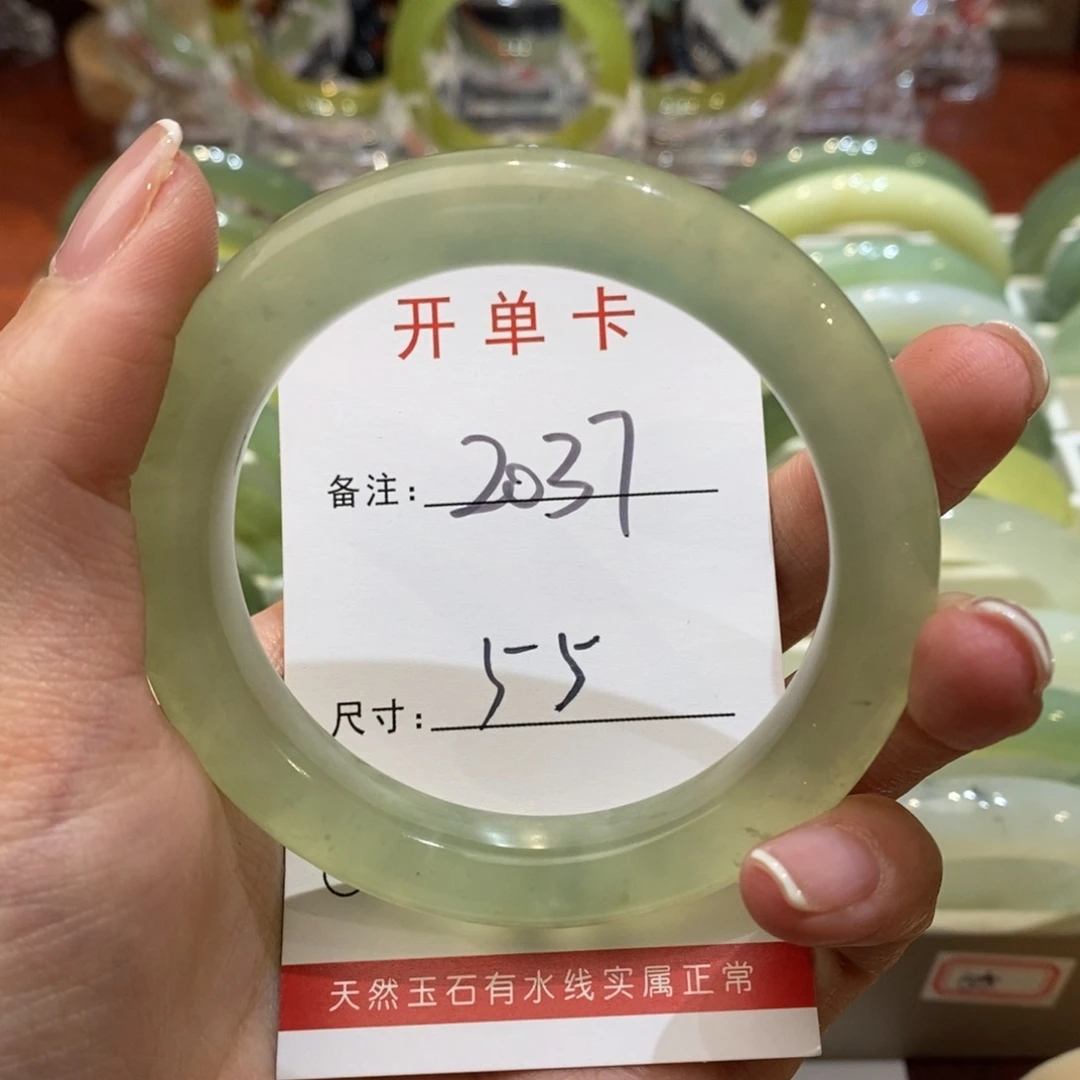 开单卡
备注: 2037
尺寸: 55
天然玉石有水线实属正常